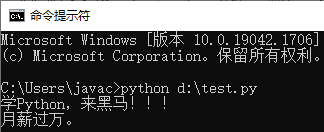 命令提示符
Microsoft Windows [版本 10.0.19042.1706]
(c) Microsoft Corporation。保留所有权利。
C:\Users\javac>python d:\test.py
学Python，来黑马！！！
月薪过万。